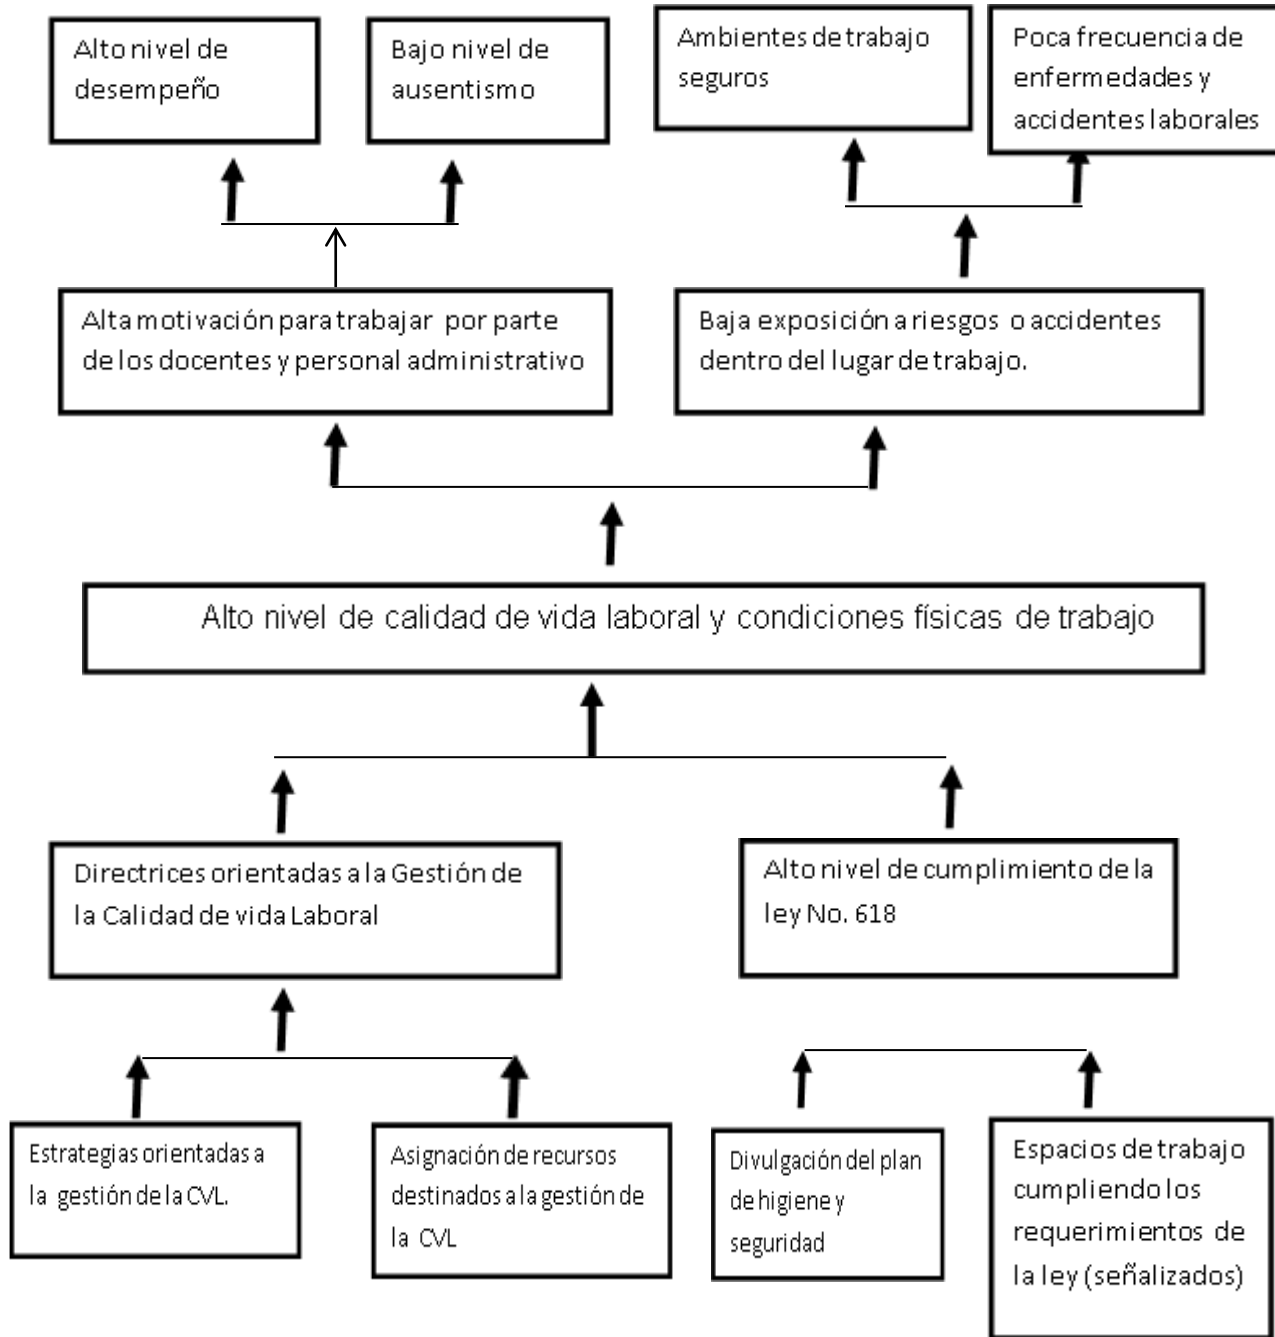 Alto nivel de
desempeño
Bajo nivel de
ausentismo
Ambientes de trabajo
seguros
Poca frecuencia de
enfermedades y
accidentes laborales
Alta motivación para trabajar por parte
de los docentes y personal administrativo
Baja exposición a riesgos o accidentes
dentro del lugar de trabajo.
Alto nivel de calidad de vida laboral y condiciones físicas de trabajo
Directrices orientadas a la Gestión de
la Calidad de vida Laboral
Alto nivel de cumplimiento de la
ley No. 618
Estrategias orientadas a
la gestión de la CVL.
Asignación de recursos
destinados a la gestión de
la CVL
Divulgación del plan
de higiene y
seguridad
Espacios de trabajo
cumpliendo los
requerimientos de
la ley (señalizados)